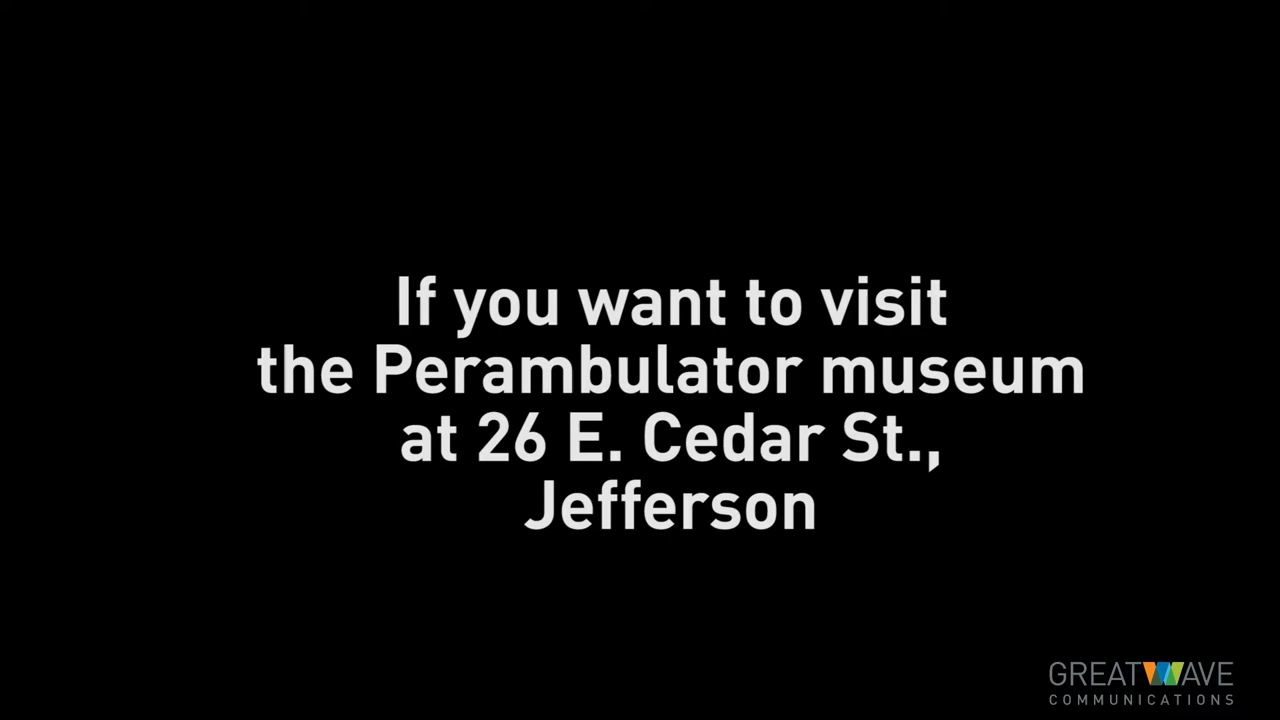 If you want to visit
the Perambulator museum
at 26 E. Cedar St.,
Jefferson
GREATWAVE
COMMUNICATIONS